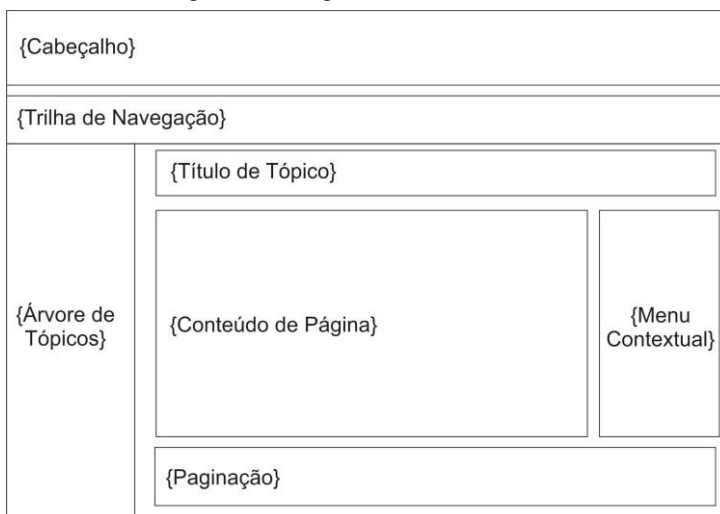 {Cabeçalho}
{Trilha de Navegação}
{Título de Tópico}
{Árvore de
Tópicos}
{Conteúdo de Página}
{Menu
Contextual}
{Paginação}